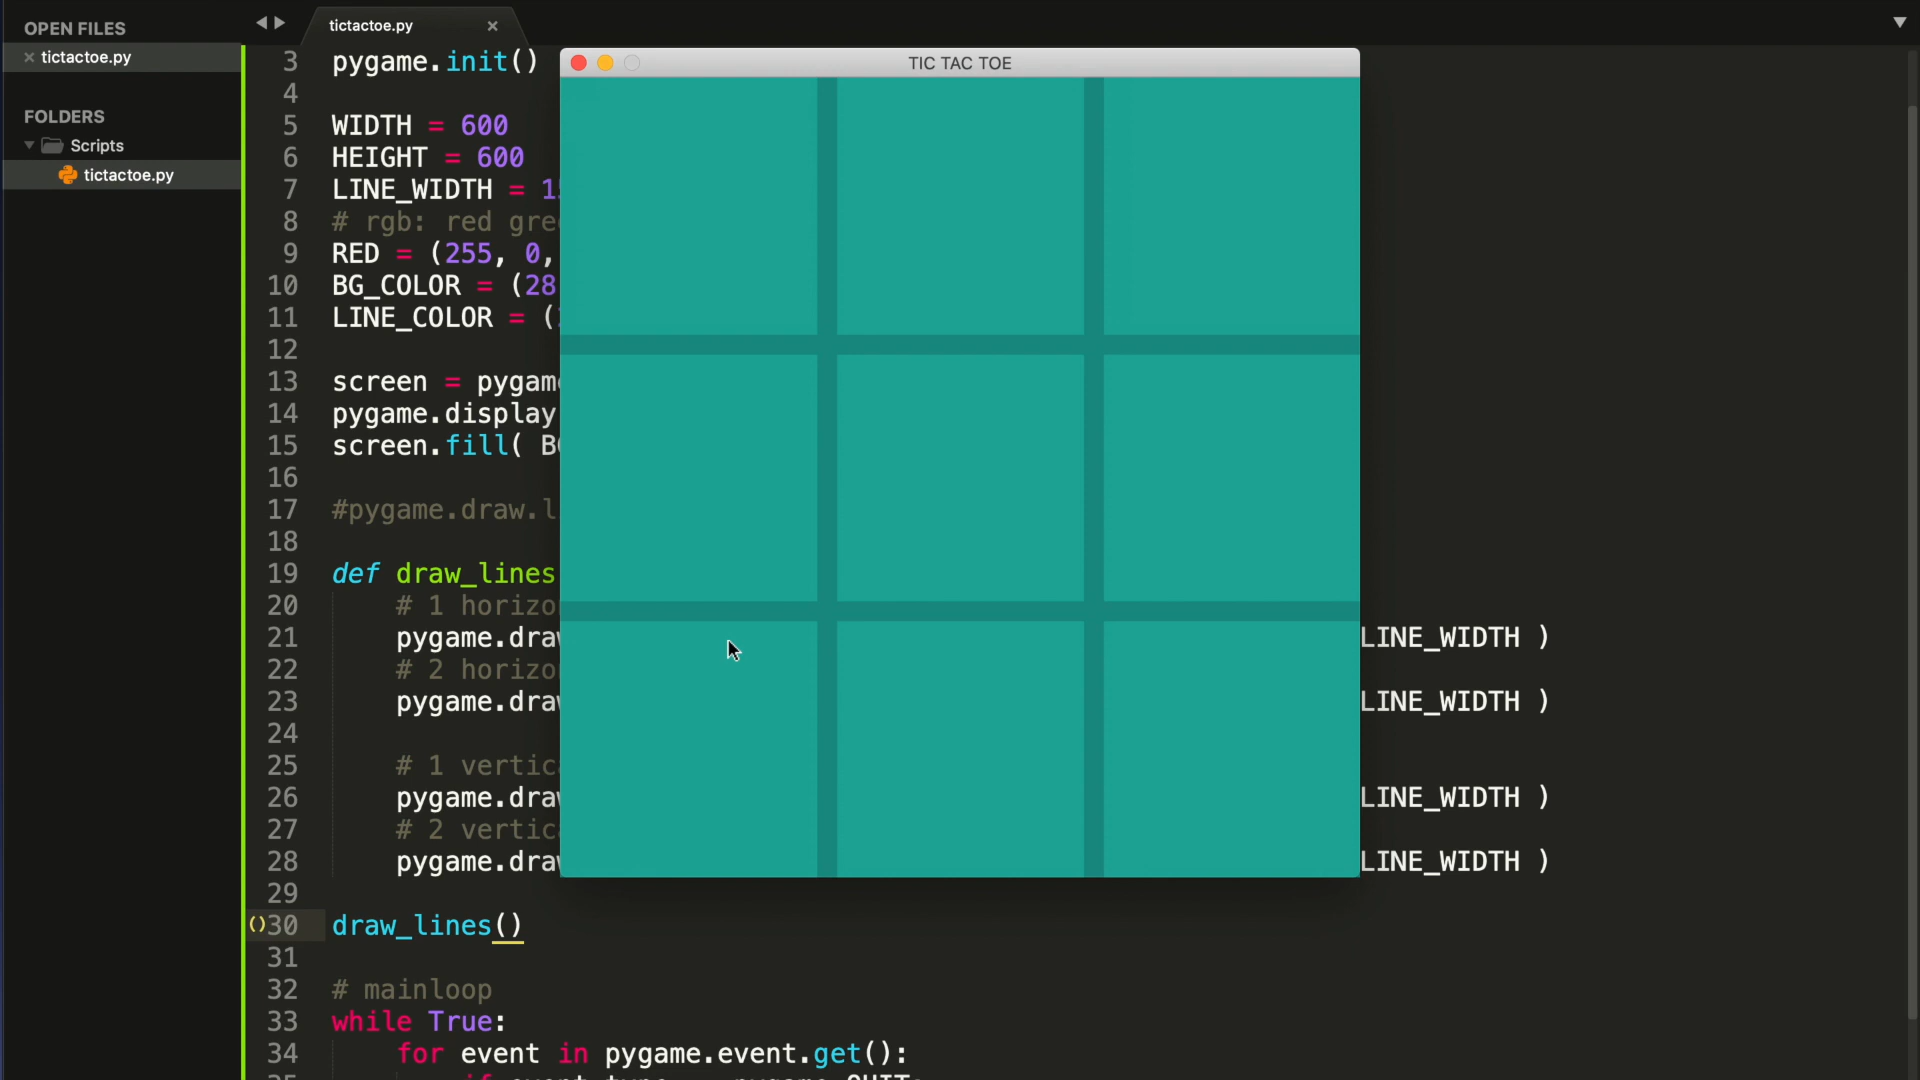 OPEN FILES
tictactoe.py
FOLDERS
Scripts
tictactoe.py
tictactoe.py
TIC TAC TOE
3 pygame.init()
4
5 WIDTH = 600
6 HEIGHT = 600
7 LINE_WIDTH = 1
8 # rgb: red gre
9 RED = (255, 0,
10 BG_COLOR = (28
11 LINE_COLOR = (
12
13 screen = pygam
14 pygame.display
15 screen.fill( B
16
17 #pygame.draw.l
18
19 def draw_lines
20 # 1 horizo
21 pygame.dra LINE_WIDTH )
22 # 2 horizo
23 pygame.dra LINE_WIDTH )
24
25 # 1 vertic
26 pygame.dra LINE_WIDTH )
27 # 2 vertic
28 pygame.dra LINE_WIDTH )
29
30 draw_lines()
31
32 # mainloop
33 while True:
34 for event in pygame.event.get():